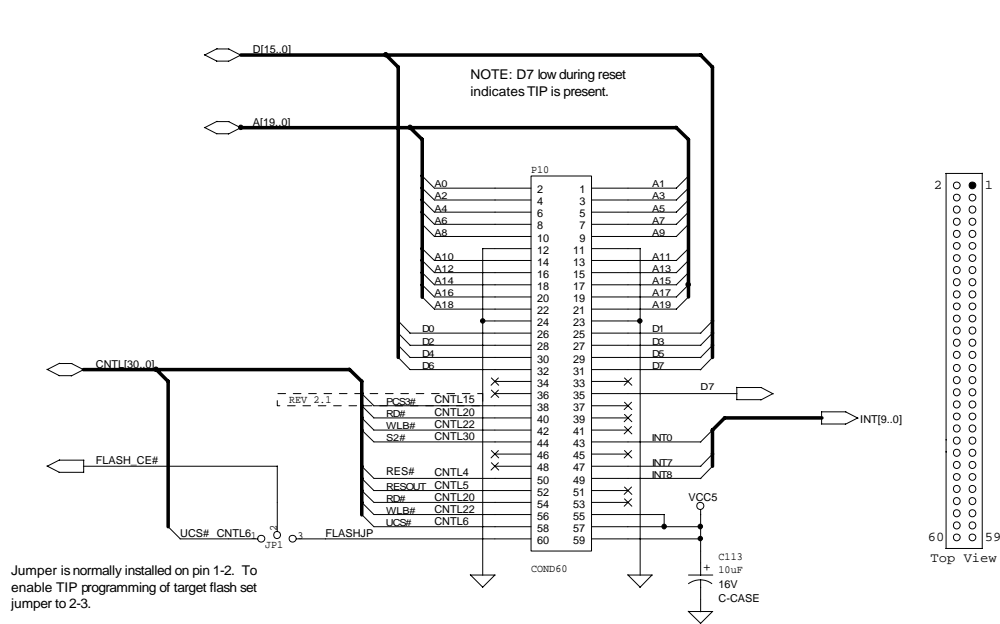 D[15..0]
NOTE: D7 low during reset
indicates TIP is present.
A[19..0]
P10
A0 2 1 A1
A2 4 3 A3
A4 6 5 A5
A6 8 7 A7
A8 10 9 A9
12 11
A10 14 13 A11
A12 16 15 A13
A14 18 17 A15
A16 20 19 A17
A18 22 21 A19
24 23
D0 26 25 D1
D2 28 27 D3
D4 30 29 D5
D6 32 31 D7
CNTL[30..0]
34 33
REV 2.1
36 35 D7
PCS3# CNTL15 38 37
RD# CNTL20 40 39
WLB# CNTL22 42 41
S2# CNTL30 44 43 INT0
INT[9..0]
46 45
FLASH_CE#
48 47 INT7
RES# CNTL4 50 49 INT8
RESOUT CNTL5 52 51
RD# CNTL20 54 53
WLB# CNTL22 56 55
VCC5
UCS# CNTL6 58 57
UCS# CNTL6 1 2 3 FLASHJP 60 59
JP1
COND60
C113
+ 10uF
16V
C-CASE
Jumper is normally installed on pin 1-2. To
enable TIP programming of target flash set
jumper to 2-3.
2 1
60 59
Top View